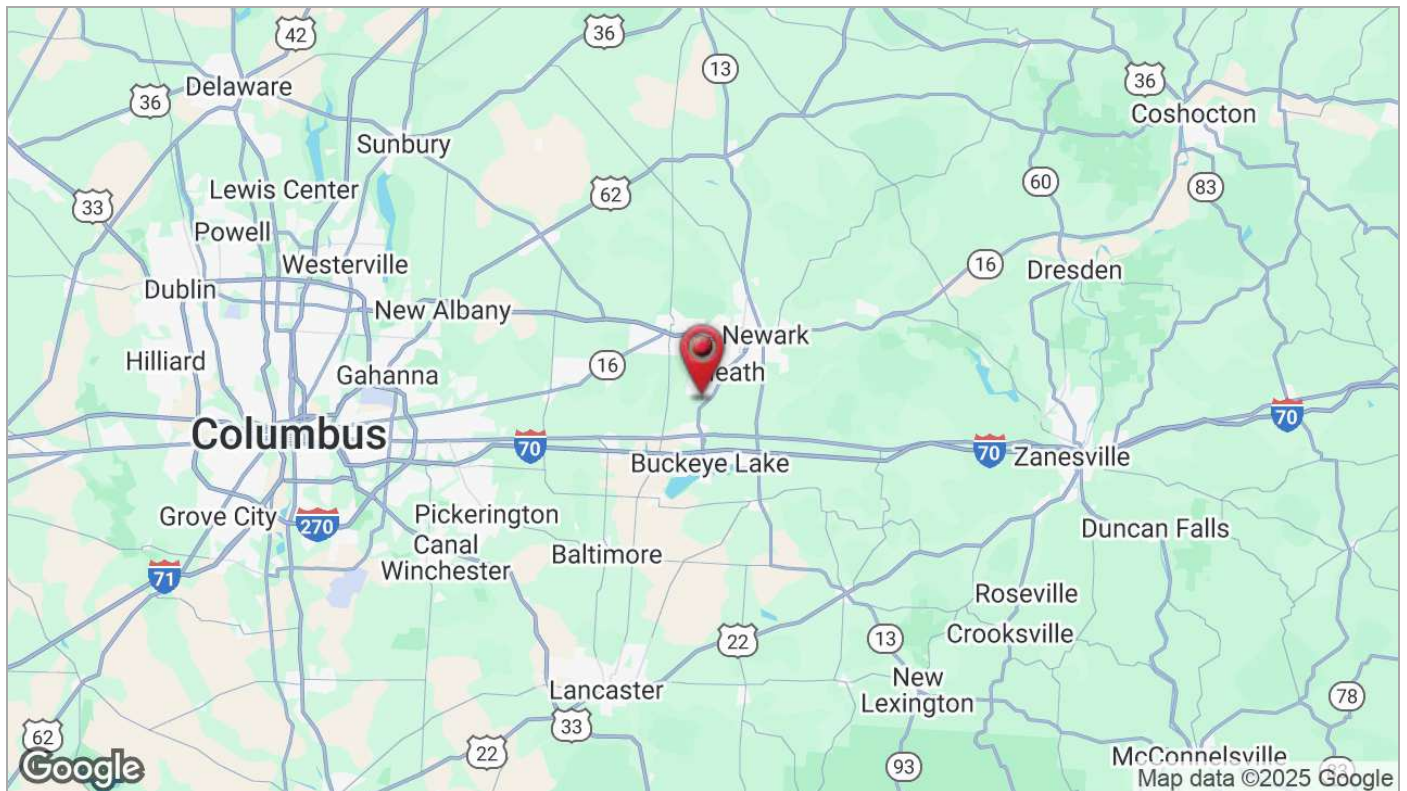 42
36
36
13
Delaware
36
Coshocton
Sunbury
60
83
Lewis Center
62
33
Powell
Westerville
16
Dresden
Dublin
New Albany
Newark
Hilliard
16
Gahanna
70
Columbus
70
70
Zanesville
Buckeye Lake
Grove City
270
Pickerington
Duncan Falls
Canal
Winchester
Baltimore
71
Roseville
22
13
Crooksville
Lancaster
New
Lexington
78
33
62
22
McConnelsville
93
Google
Map data ©2025 Google